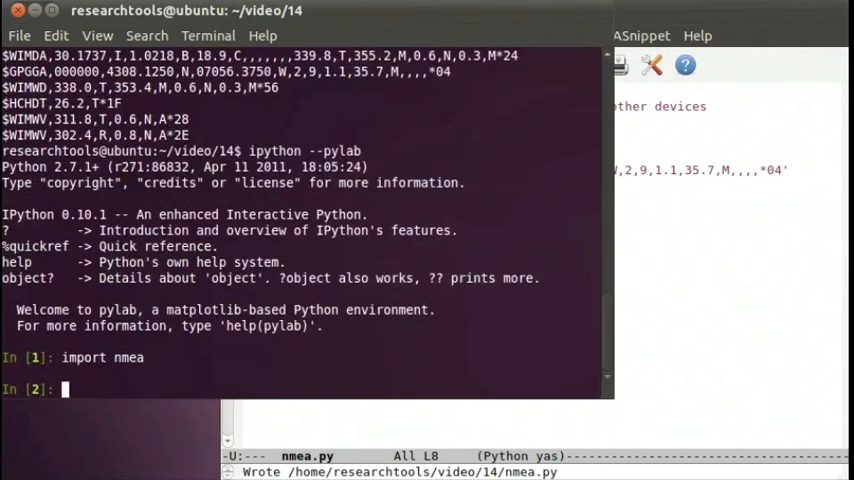 researchtools@ubuntu: ~/video/14
File Edit View Search Terminal Help
ASnippet Help
$WIMDA,30.1737,I,1.0218,B,18.9,C,,,,,,,339.8,T,355.2,M,0.6,N,0.3,M*24
$GPGGA,000000,4308.1250,N,07056.3750,W,2,9,1.1,35.7,M,,,,*04
$WIMWD,338.0,T,353.4,M,0.6,N,0.3,M*56
$HCHDT,26.2,T*1F
$WIMWV,311.8,T,0.6,N,A*28
$WIMWV,302.4,R,0.8,N,A*2E
researchtools@ubuntu:~/video/14$ ipython --pylab
Python 2.7.1+ (r271:86832, Apr 11 2011, 18:05:24)
Type "copyright", "credits" or "license" for more information.
IPython 0.10.1 -- An enhanced Interactive Python.
? -> Introduction and overview of IPython's features.
%quickref -> Quick reference.
help -> Python's own help system.
object? -> Details about 'object'. ?object also works, ?? prints more.
Welcome to pylab, a matplotlib-based Python environment.
For more information, type 'help(pylab)'.
In [1]: import nmea
In [2]:
other devices
,2,9,1.1,35.7,M,,,,*04'
-U:--- nmea.py All L8 (Python yas)
Wrote /home/researchtools/video/14/nmea.py